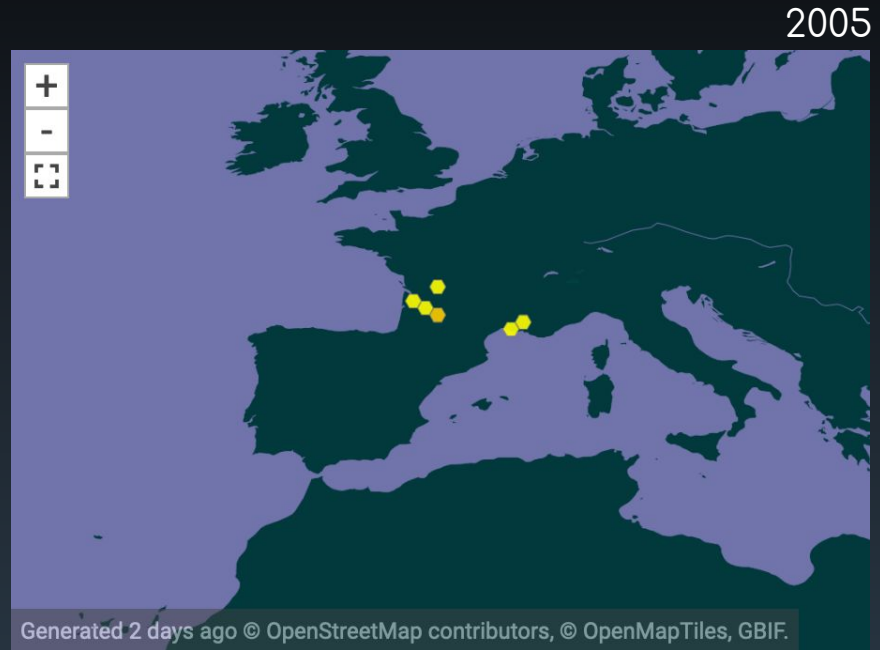 2005
+
-
Generated 2 days ago © OpenStreetMap contributors, © OpenMapTiles, GBIF.